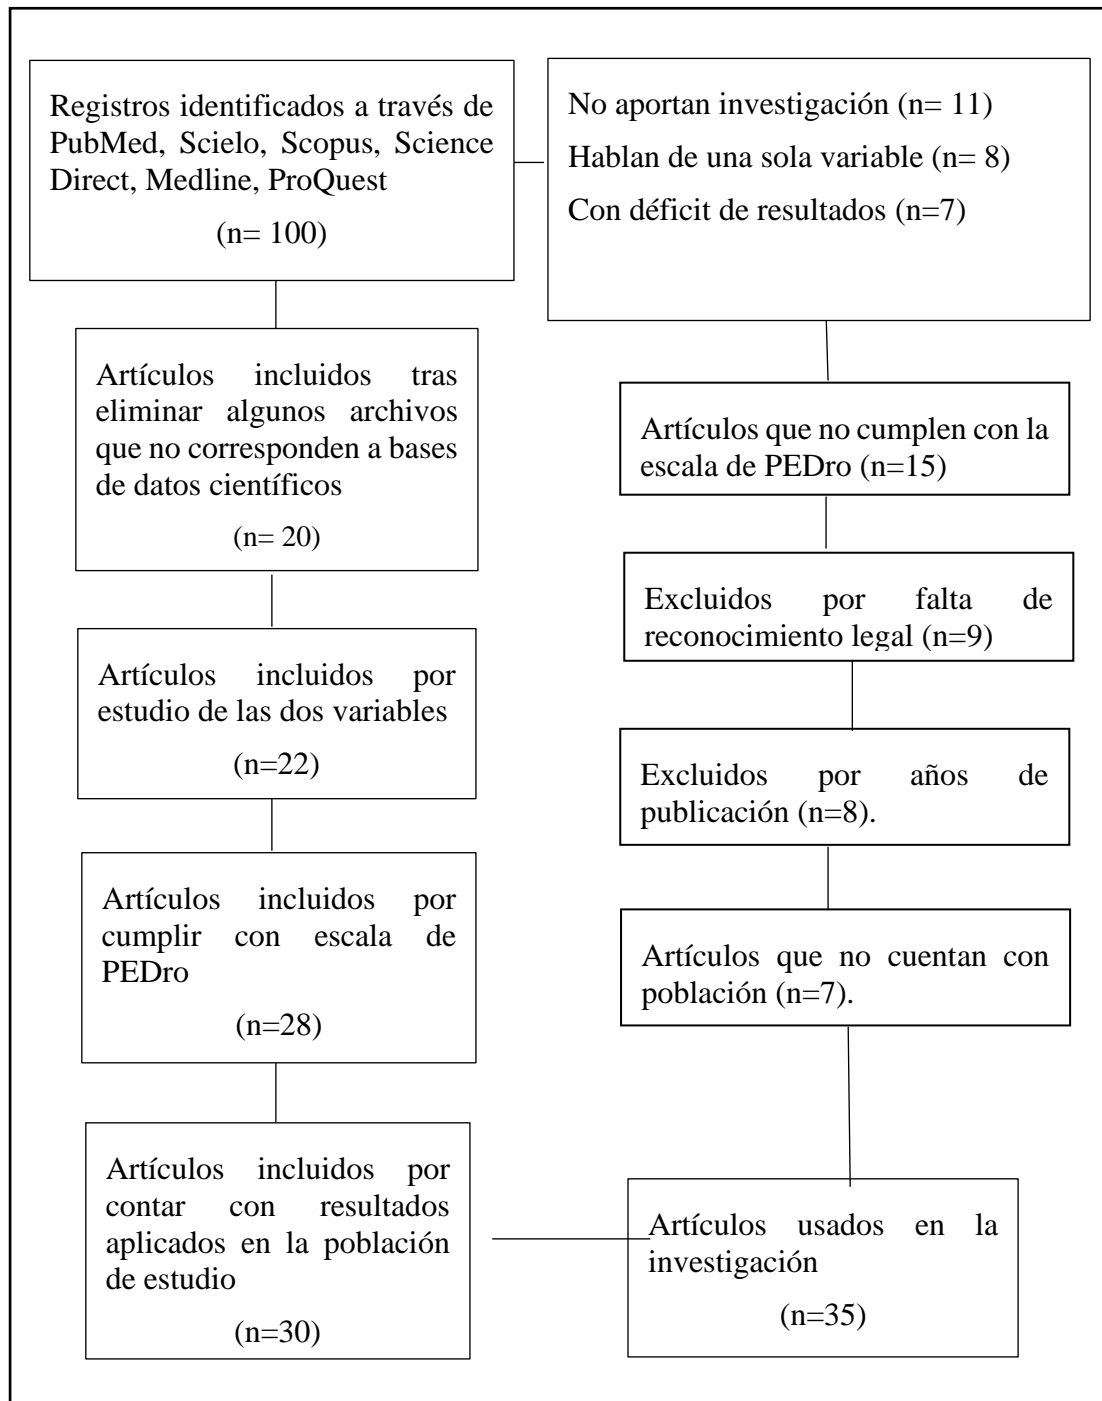 Registros identificados a través de
PubMed, Scielo, Scopus, Science
Direct, Medline, ProQuest
(n= 100)
No aportan investigación (n= 11)
Hablan de una sola variable (n= 8)
Con déficit de resultados (n=7)
Artículos incluidos tras
eliminar algunos archivos
que no corresponden a bases
de datos científicos
(n= 20)
Artículos que no cumplen con la
escala de PEDro (n=15)
Excluidos por falta de
reconocimiento legal (n=9)
Artículos incluidos por
estudio de las dos variables
(n=22)
Excluidos por años de
publicación (n=8).
Artículos incluidos por
cumplir con escala de
PEDro
(n=28)
Artículos que no cuentan con
población (n=7).
Artículos incluidos por
contar con resultados
aplicados en la población
de estudio
(n=30)
Artículos usados en la
investigación
(n=35)